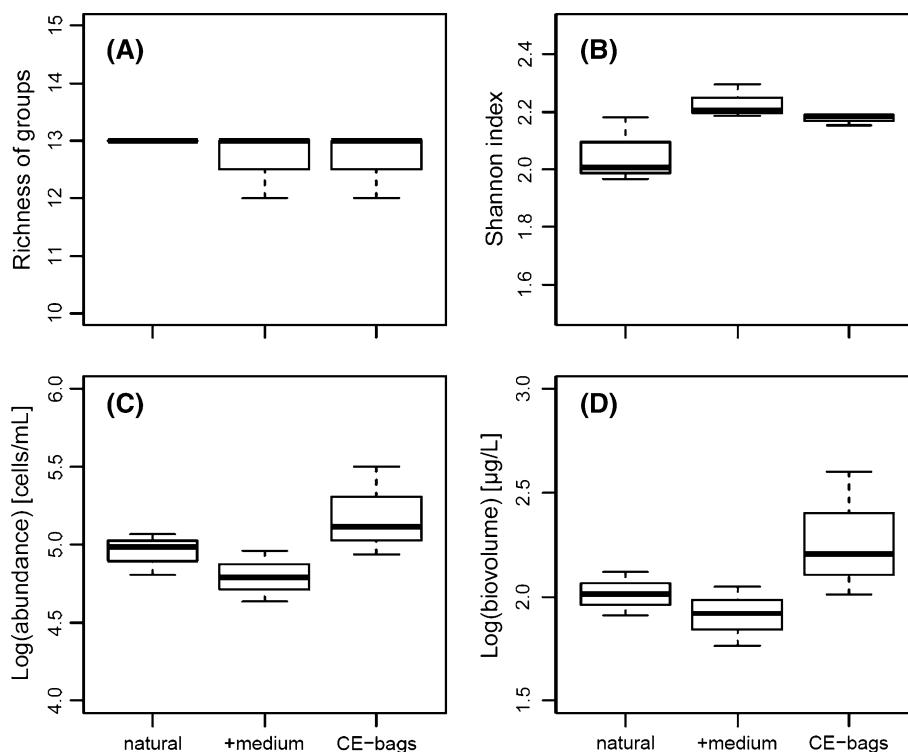 (A)
Richness of groups
15
14
13
12
11
10
(B)
Shannon index
2.4
2.2
2.0
1.8
1.6
(C)
Log(abundance) [cells/mL]
6.0
5.5
5.0
4.5
4.0
natural +medium CE−bags
(D)
Log(biovolume) [µg/L]
3.0
2.5
2.0
1.5
natural +medium CE−bags